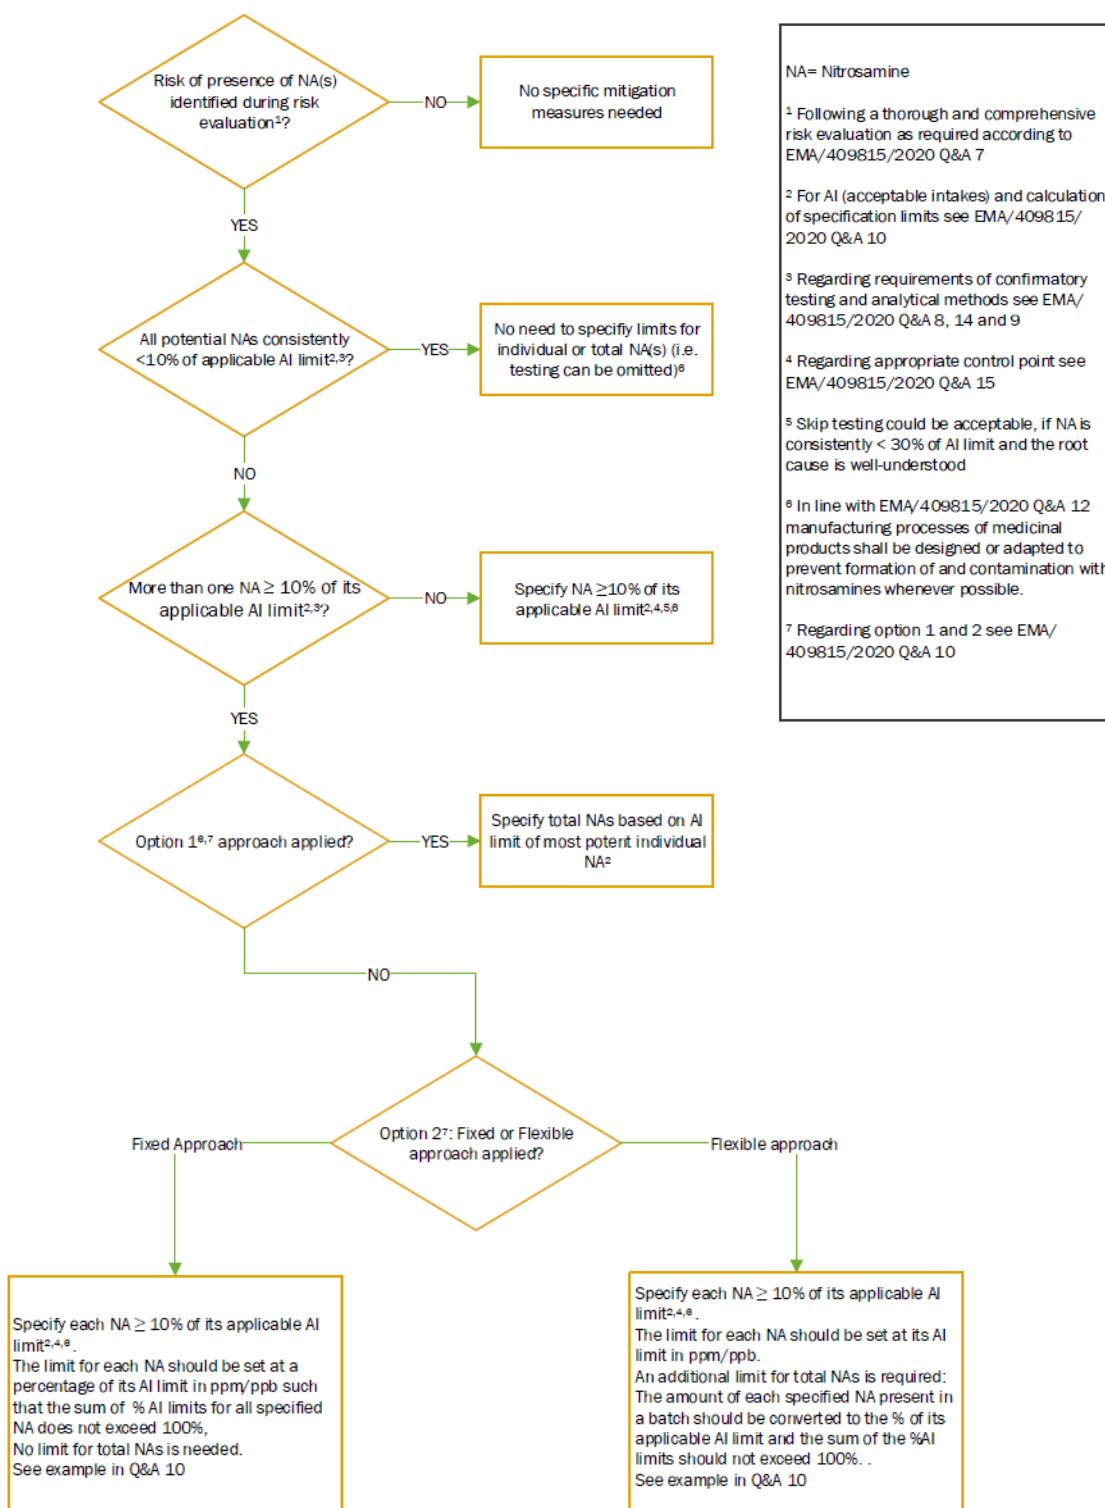 Risk of presence of NA(s)
identified during risk
evaluation¹?
NO
No specific mitigation
measures needed
YES
All potential NAs consistently
<10% of applicable AI limit²,³?
YES
No need to specifiy limits for
individual or total NA(s) (i.e.
testing can be omitted)⁶
NO
More than one NA ≥ 10% of its
applicable AI limit²,³?
NO
Specify NA ≥10% of its
applicable AI limit²,⁴,⁵,⁶
YES
Option 1⁶,⁷ approach applied?
YES
Specify total NAs based on AI
limit of most potent individual
NA²
NO
Option 2⁷: Fixed or Flexible
approach applied?
Fixed Approach
Flexible approach
Specify each NA ≥ 10% of its applicable AI
limit²,⁴,⁶.
The limit for each NA should be set at a
percentage of its AI limit in ppm/ppb such
that the sum of % AI limits for all specified
NA does not exceed 100%,
No limit for total NAs is needed.
See example in Q&A 10
Specify each NA ≥ 10% of its applicable AI
limit²,⁴,⁶.
The limit for each NA should be set at its AI
limit in ppm/ppb.
An additional limit for total NAs is required:
The amount of each specified NA present in
a batch should be converted to the % of its
applicable AI limit and the sum of the %AI
limits should not exceed 100%. .
See example in Q&A 10
NA= Nitrosamine
¹ Following a thorough and comprehensive
risk evaluation as required according to
EMA/409815/2020 Q&A 7
² For AI (acceptable intakes) and calculation
of specification limits see EMA/409815/
2020 Q&A 10
³ Regarding requirements of confirmatory
testing and analytical methods see EMA/
409815/2020 Q&A 8, 14 and 9
⁴ Regarding appropriate control point see
EMA/409815/2020 Q&A 15
⁵ Skip testing could be acceptable, if NA is
consistently < 30% of AI limit and the root
cause is well-understood
⁶ In line with EMA/409815/2020 Q&A 12
manufacturing processes of medicinal
products shall be designed or adapted to
prevent formation of and contamination with
nitrosamines whenever possible.
⁷ Regarding option 1 and 2 see EMA/
409815/2020 Q&A 10